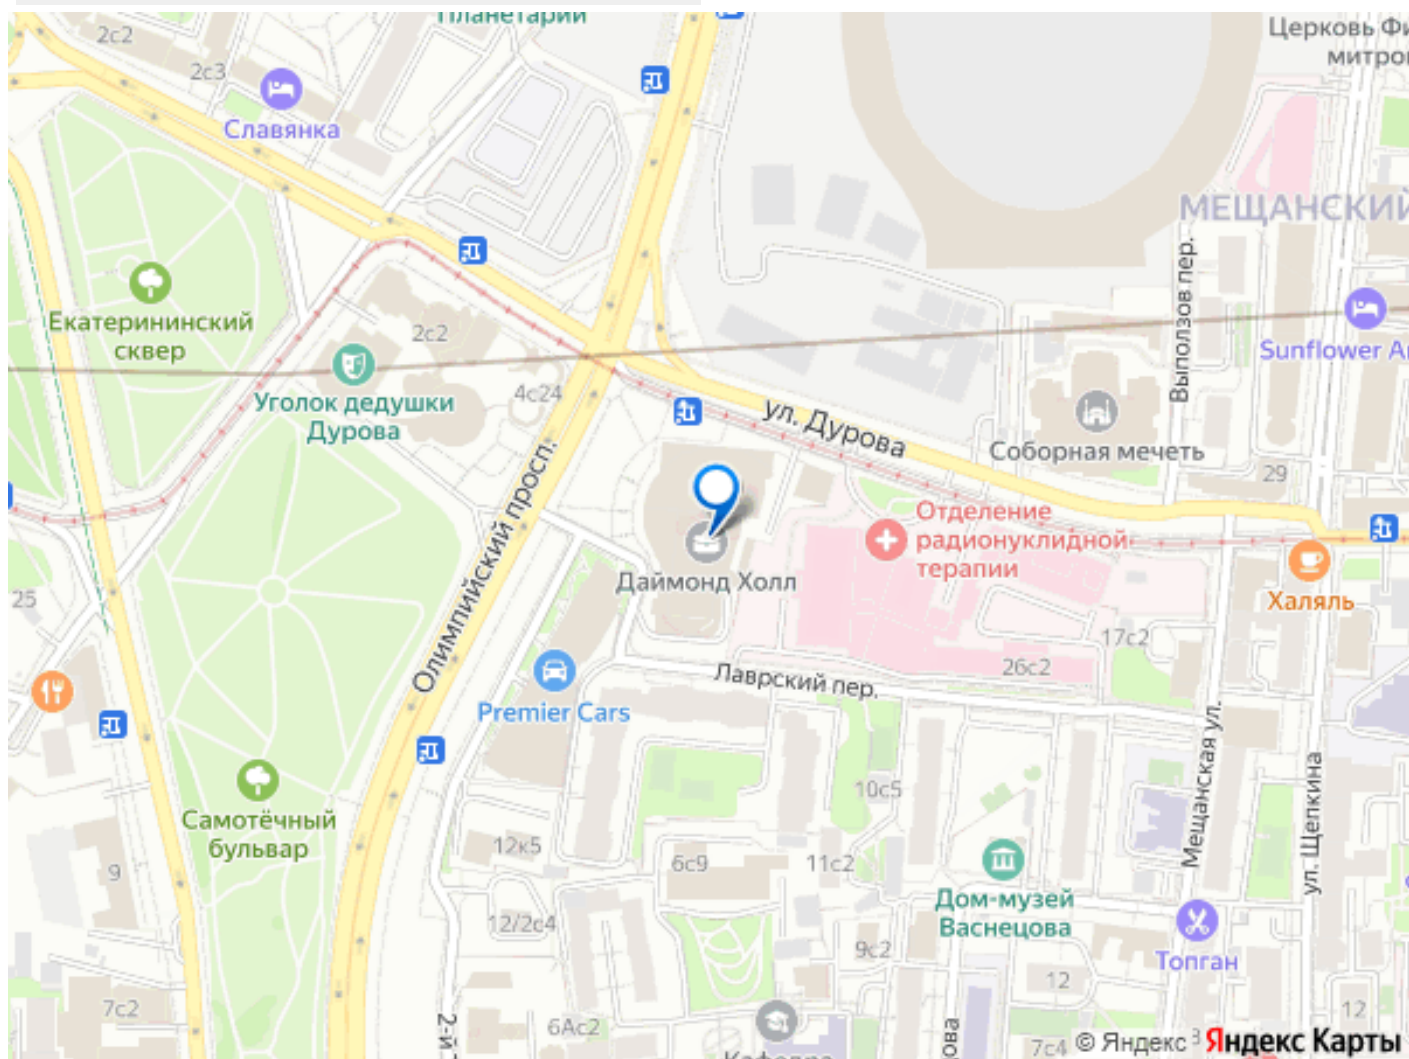 Планетарий
2с2
Церковь Фи
митро
2с3
Славянка
МЕЩАНСКИЙ
Выползов пер.
Екатерининский
сквер
2с2
Sunflower A
Уголок дедушки
Дурова
4с24
ул. Дурова
Соборная мечеть
29
Олимпийский просп.
Отделение
радионуклидной
терапии
Даймонд Холл
Халяль
25
17с2
26с2
Лаврский пер.
Premier Cars
Мещанская ул.
ул. Щепкина
10с5
Самотёчный
бульвар
12к5
6с9
11с2
9
Дом-музей
Васнецова
12/2с4
9с2
Топган
12
7с2
6Ас2
2-й
12
7с4
© Яндекс
Яндекс Карты